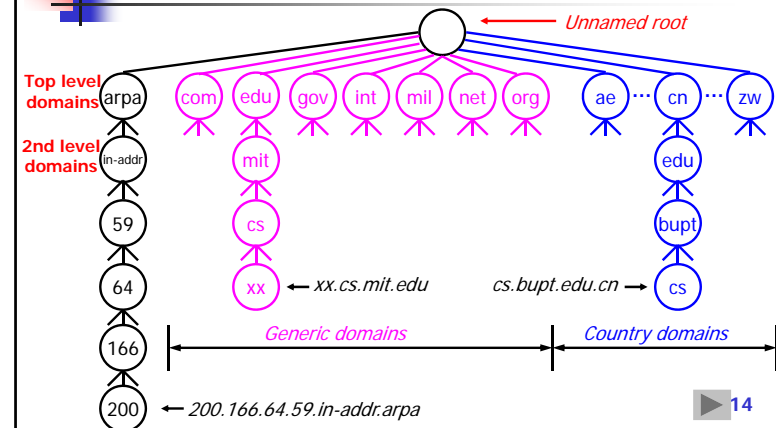 Unnamed root
Top level domains
arpa com edu gov int mil net org ae ... cn ... zw
2nd level domains
in-addr mit edu
59 cs bupt
64 xx xx.cs.mit.edu cs.bupt.edu.cn cs
Generic domains Country domains
166
200 200.166.64.59.in-addr.arpa
14